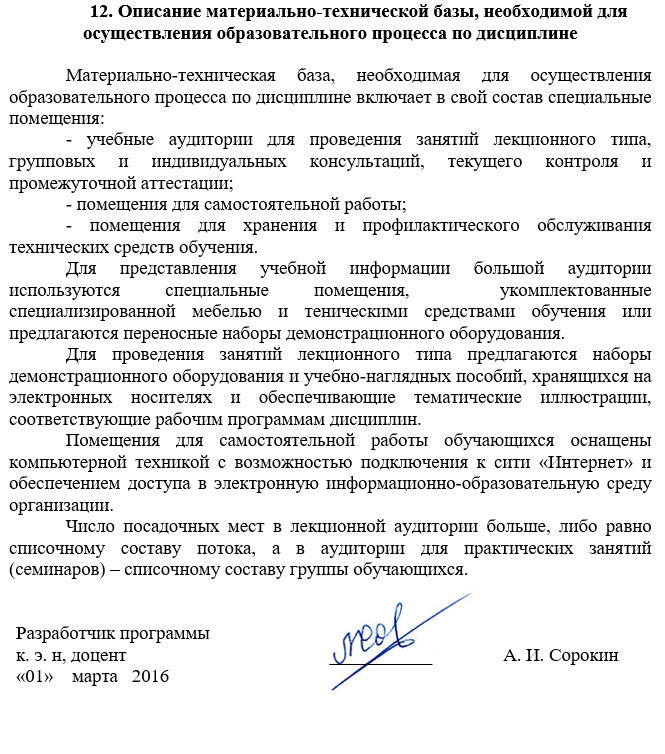 12. Описание материально-технической базы, необходимой для
осуществления образовательного процесса по дисциплине
Материально-техническая база, необходимая для осуществления
образовательного процесса по дисциплине включает в свой состав специальные
помещения:
- учебные аудитории для проведения занятий лекционного типа,
групповых и индивидуальных консультаций, текущего контроля и
промежуточной аттестации;
- помещения для самостоятельной работы;
- помещения для хранения и профилактического обслуживания
технических средств обучения.
Для представления учебной информации большой аудитории
используются специальные помещения, укомплектованные
специализированной мебелью и теническими средствами обучения или
предлагаются переносные наборы демонстрационного оборудования.
Для проведения занятий лекционного типа предлагаются наборы
демонстрационного оборудования и учебно-наглядных пособий, хранящихся на
электронных носителях и обеспечивающие тематические иллюстрации,
соответствующие рабочим программам дисциплин.
Помещения для самостоятельной работы обучающихся оснащены
компьютерной техникой с возможностью подключения к сити «Интернет» и
обеспечением доступа в электронную информационно-образовательную среду
организации.
Число посадочных мест в лекционной аудитории больше, либо равно
списочному составу потока, а в аудитории для практических занятий
(семинаров) – списочному составу группы обучающихся.
Разработчик программы
к. э. н, доцент ___________ А. И. Сорокин
«01» марта 2016